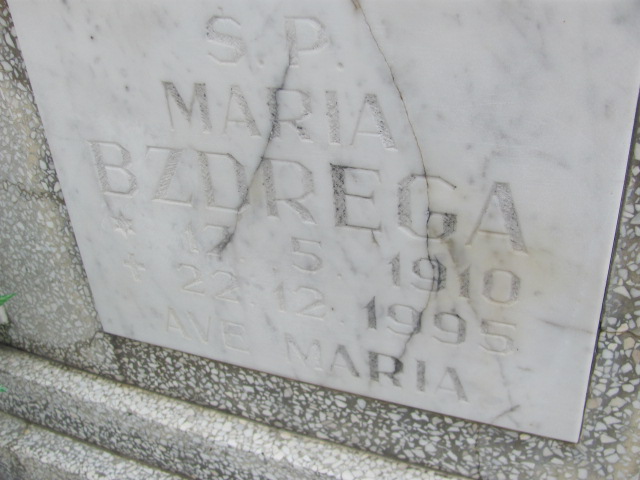 S.P.
MARIA
BZDREGA
* 17. 5. 1910
+ 22.12.1995
AVE MARIA